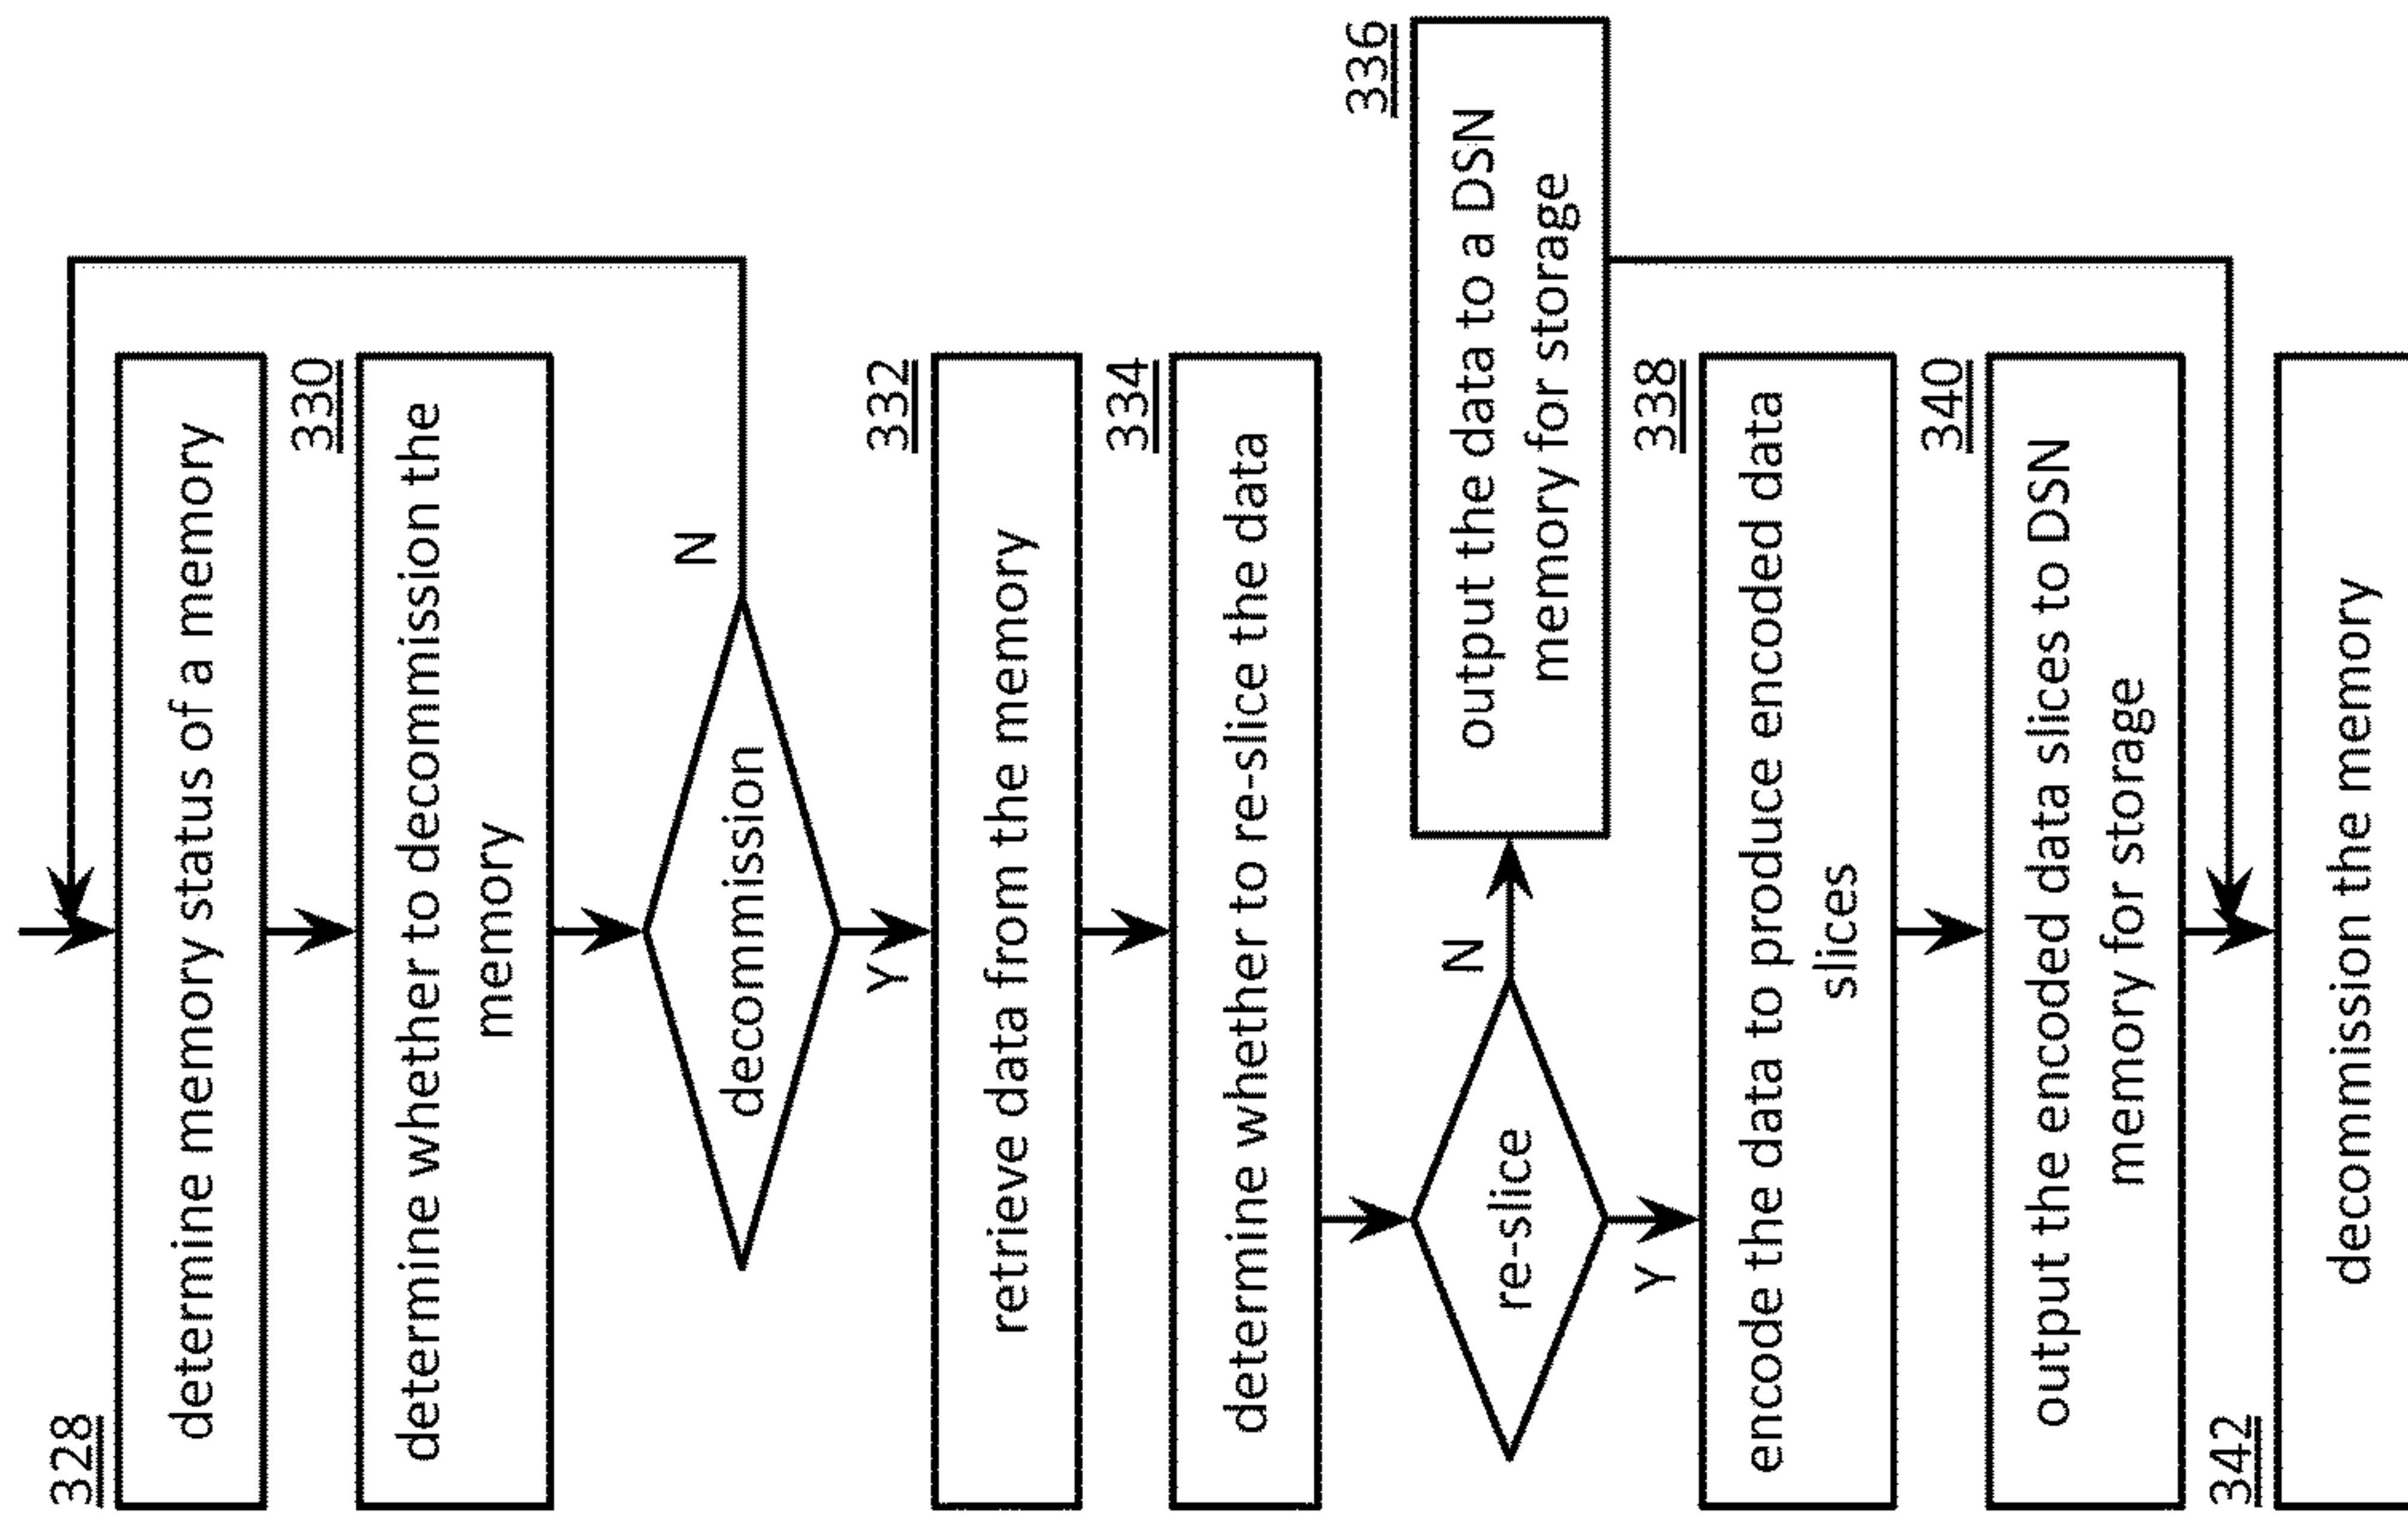 328
determine memory status of a memory
330
determine whether to decommission the
memory
decommission
N
Y
332
retrieve data from the memory
334
determine whether to re-slice the data
re-slice
N
Y
336
output the data to a DSN
memory for storage
338
encode the data to produce encoded data
slices
340
output the encoded data slices to DSN
memory for storage
342
decommission the memory